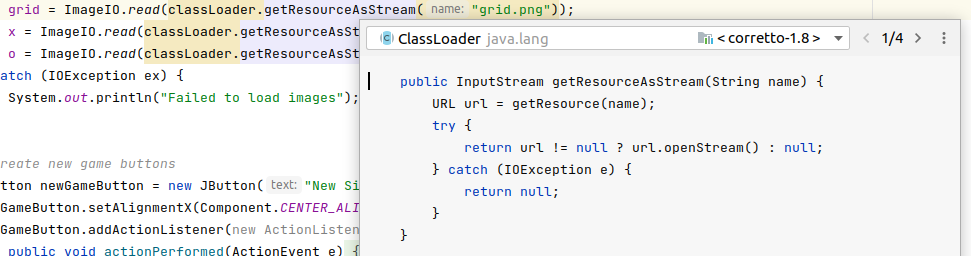 grid = ImageIO.read(classLoader.getResourceAsStream( name: "grid.png"));
x = ImageIO.read(classLoader.getResourceAsSt
o = ImageIO.read(classLoader.getResourceAsSt
atch (IOException ex) {
System.out.println("Failed to load images");
reate new game buttons
tton newGameButton = new JButton( text: "New Si
GameButton.setAlignmentX(Component.CENTER_ALI
GameButton.addActionListener(new ActionListen
public void actionPerformed(ActionEvent e) {
ClassLoader java.lang
< corretto-1.8 >
1/4
public InputStream getResourceAsStream(String name) {
URL url = getResource(name);
try {
return url != null ? url.openStream() : null;
} catch (IOException e) {
return null;
}
}